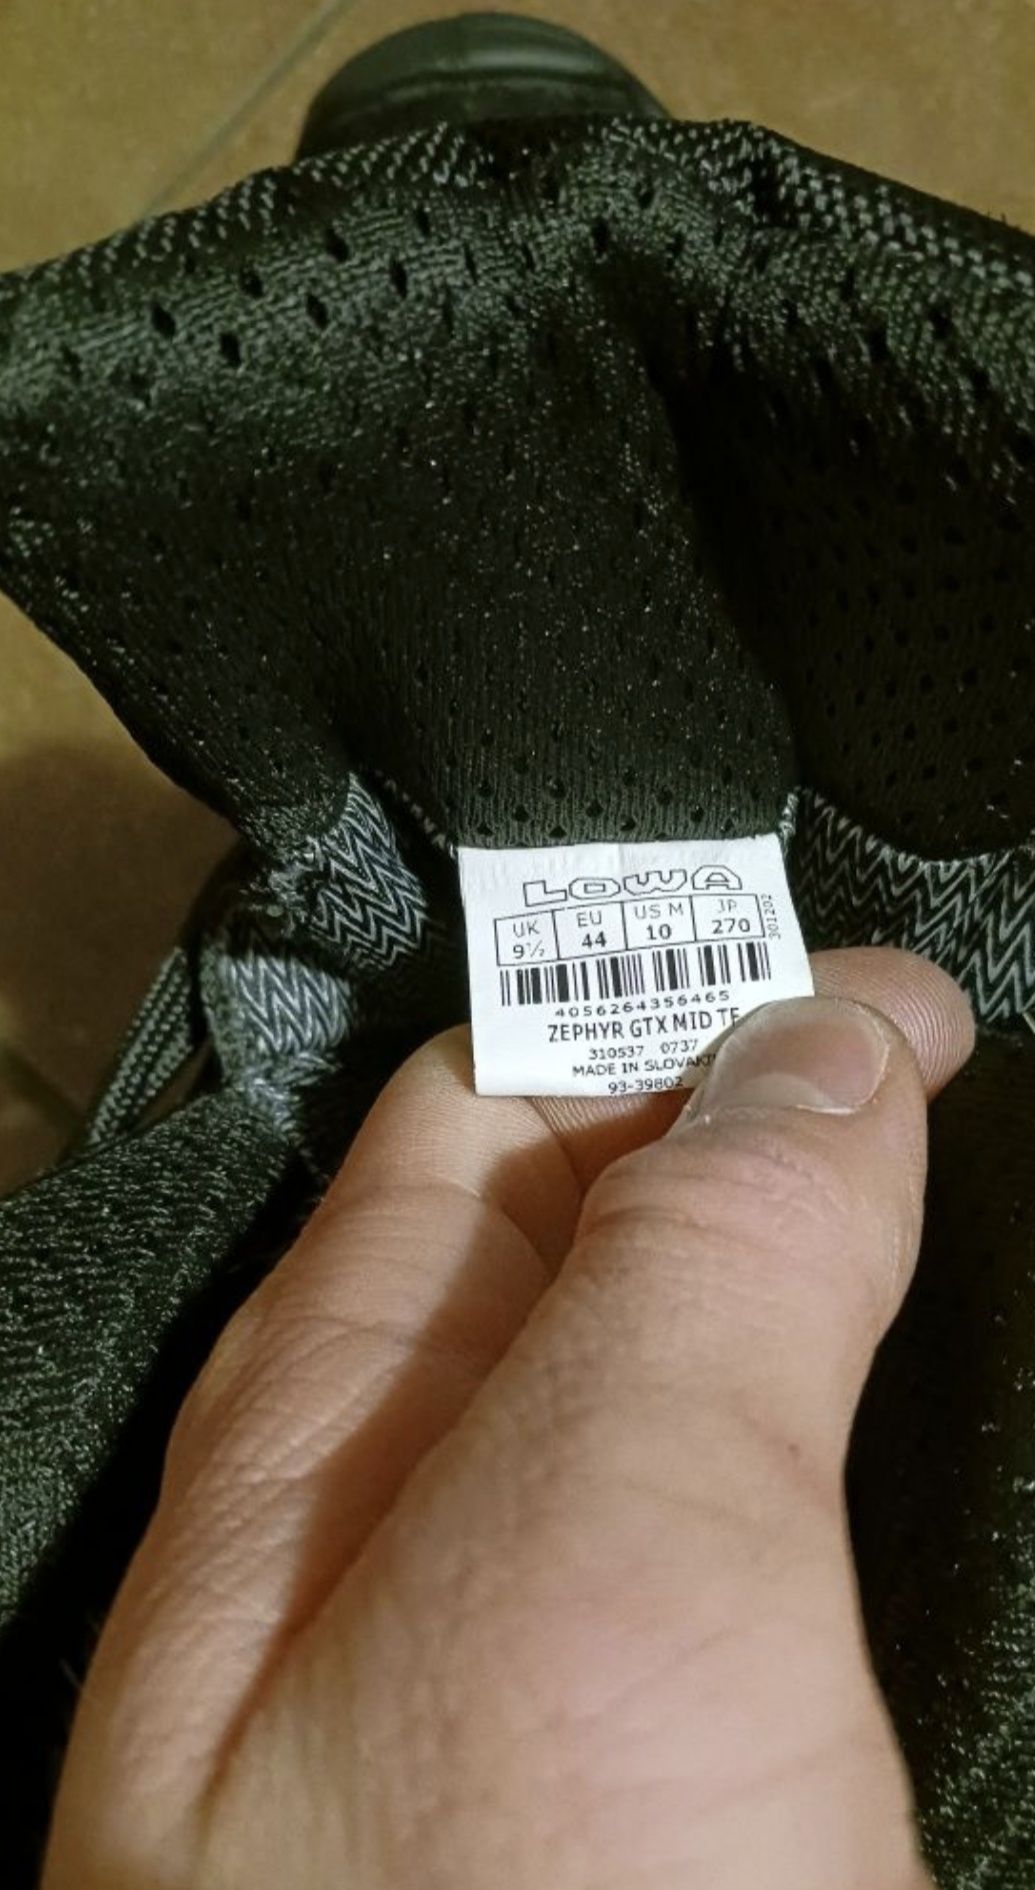 LOWA
UK EU US M JP
9½ 44 10 270
301202
4056264356465
ZEPHYR GTX MID TF
310537 0737
MADE IN SLOVAKI
93-39802